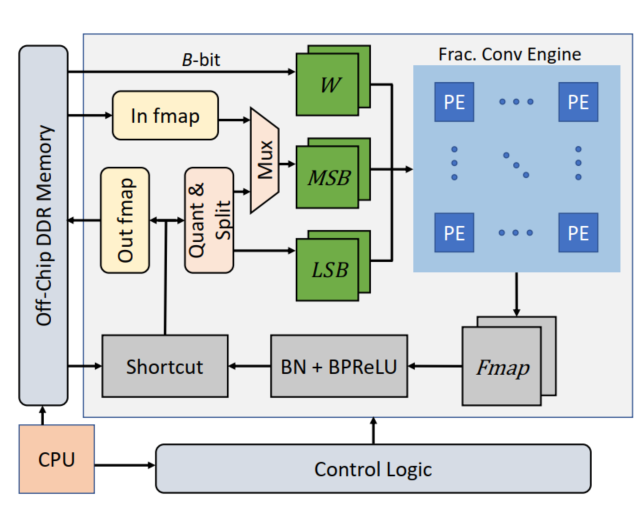 Frac. Conv Engine
B-bit
W
PE
PE
In fmap
Mux
MSB
Off-Chip DDR Memory
Out fmap
Quant &
Split
LSB
PE
PE
Shortcut
BN + BPReLU
Fmap
CPU
Control Logic